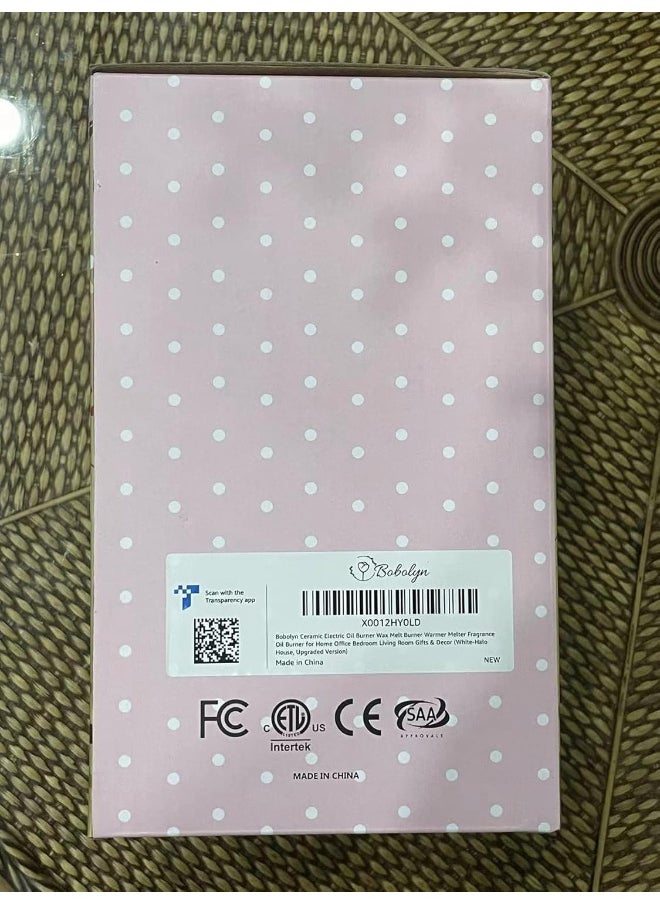 Bobolyn
Scan with the
Transparency app
X0012HY0LD
Bobolyn Ceramic Electric Oil Burner Wax Melt Burner Warmer Melter Fragrance
Oil Burner for Home Office Bedroom Living Room Gifts & Decor (White-Halo
House, Upgraded Version)
Made in China
NEW
FC
C ETL US
LISTED
Intertek
CE
SAA
APPROVALS
MADE IN CHINA